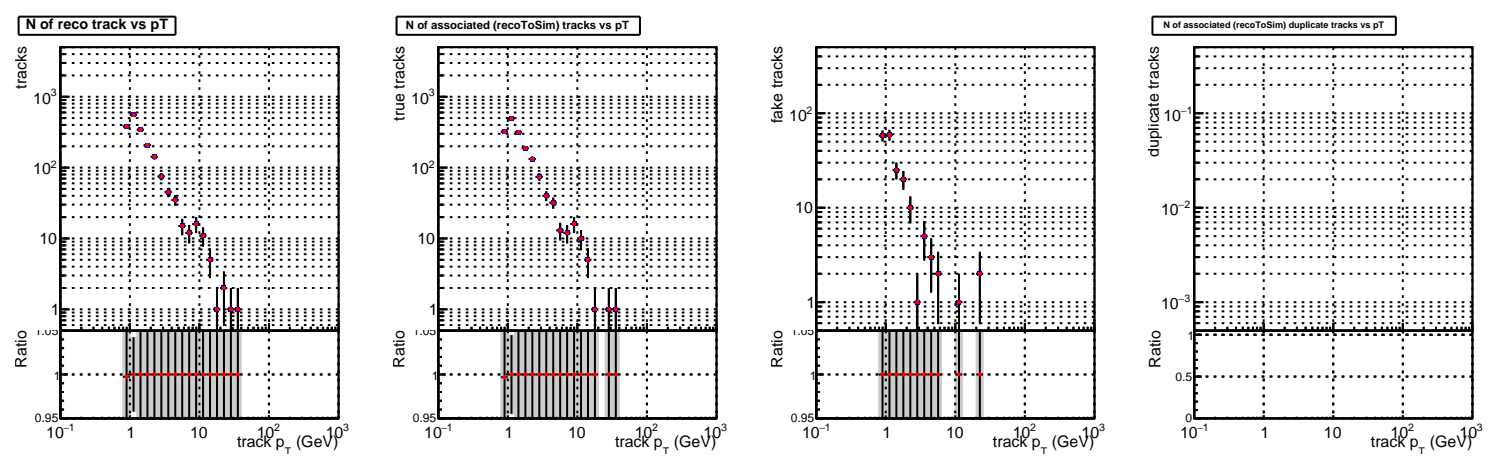 N of reco track vs pT
tracks
10³
10²
10
1
Ratio
1.05
1
0.95
10⁻¹ 1 10 10² 10³
track p_T (GeV)
N of associated (recoToSim) tracks vs pT
true tracks
10³
10²
10
1
Ratio
1.05
1
0.95
10⁻¹ 1 10 10² 10³
track p_T (GeV)
fake tracks
10²
10
1
Ratio
1.05
1
0.95
10⁻¹ 1 10 10² 10³
track p_T (GeV)
N of associated (recoToSim) duplicate tracks vs pT
duplicate tracks
10⁻¹
10⁻²
10⁻³
Ratio
1
0.5
0
10⁻¹ 1 10 10² 10³
track p_T (GeV)